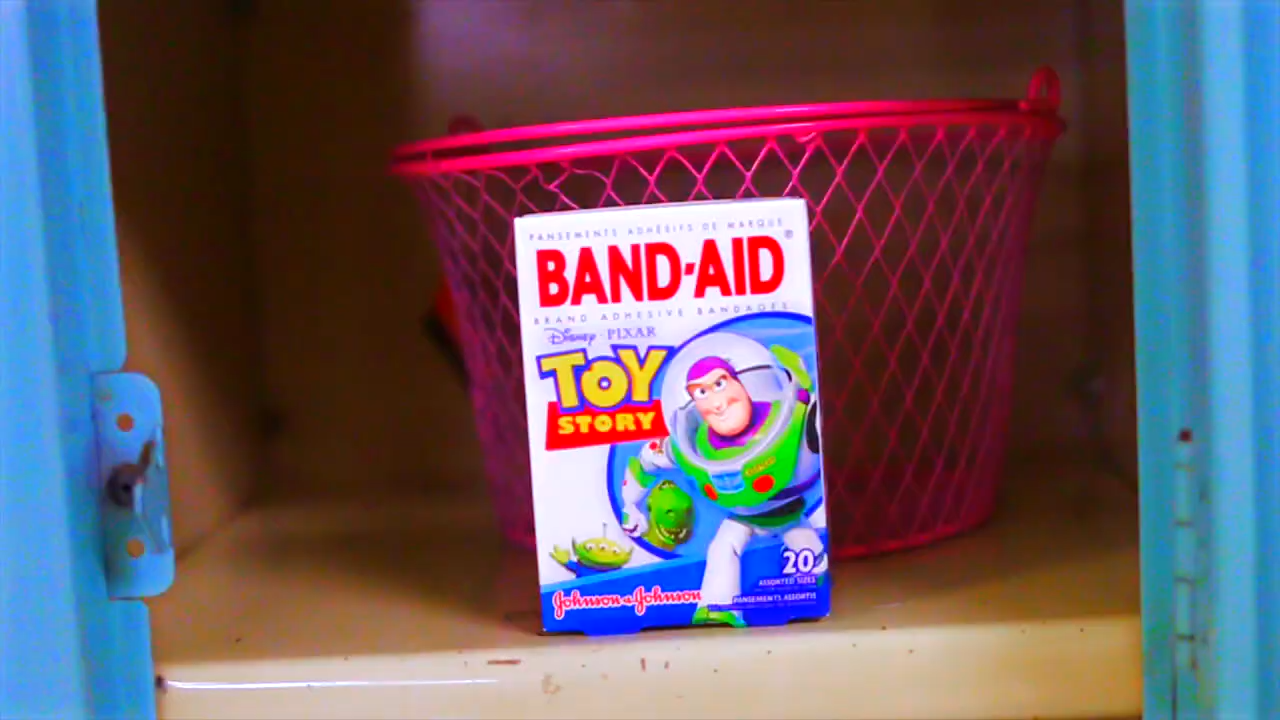 PANSEMENTS ADHÉSIFS DE MARQUE
BAND-AID®
BRAND ADHESIVE BANDAGES
Disney · PIXAR
TOY
STORY
20
ASSORTED SIZES
PANSEMENTS ASSORTIS
Johnson & Johnson